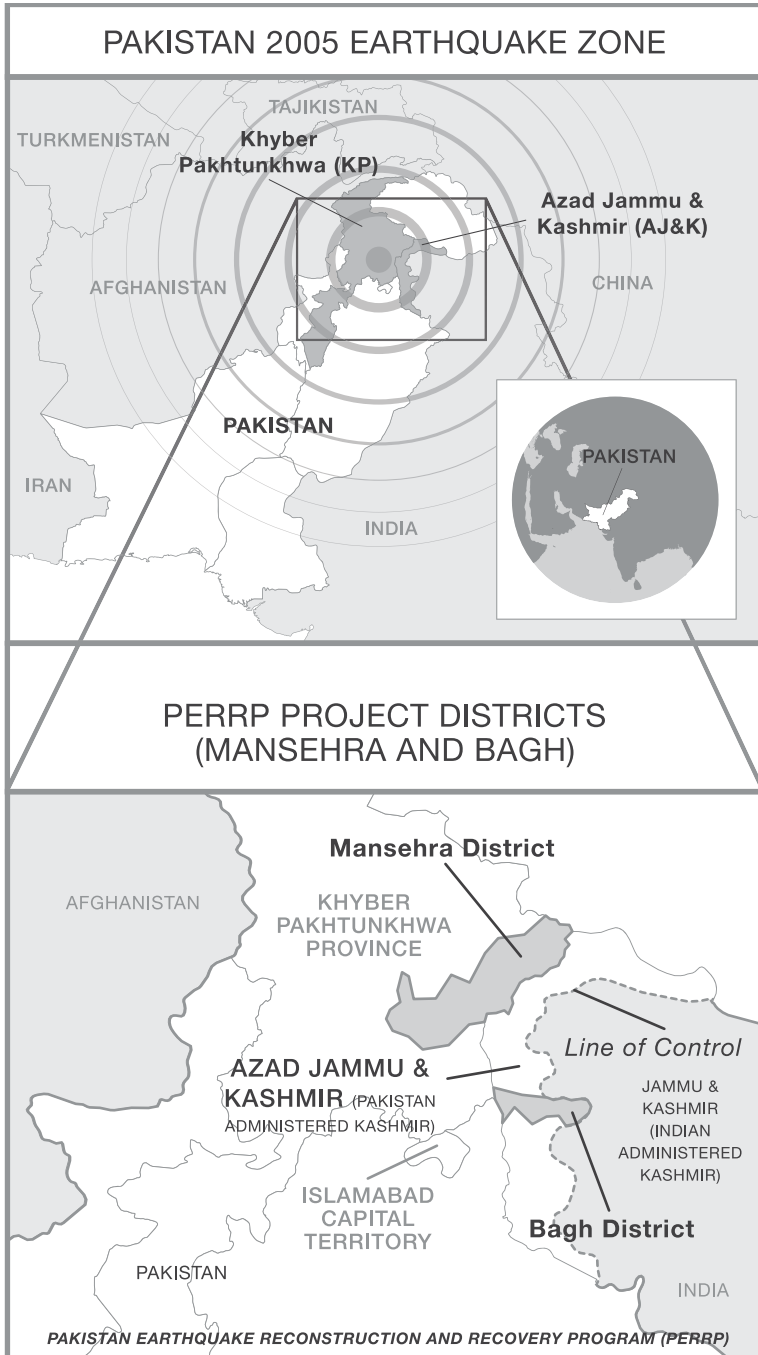 PAKISTAN 2005 EARTHQUAKE ZONE
TAJIKISTAN
TURKMENISTAN
Khyber
Pakhtunkhwa (KP)
Azad Jammu &
Kashmir (AJ&K)
AFGHANISTAN
CHINA
PAKISTAN
PAKISTAN
IRAN
INDIA
PERRP PROJECT DISTRICTS
(MANSEHRA AND BAGH)
Mansehra District
AFGHANISTAN
KHYBER
PAKHTUNKHWA
PROVINCE
Line of Control
AZAD JAMMU &
KASHMIR (PAKISTAN
ADMINISTERED KASHMIR)
JAMMU &
KASHMIR
(INDIAN
ADMINISTERED
KASHMIR)
ISLAMABAD
CAPITAL
TERRITORY
Bagh District
PAKISTAN
INDIA
PAKISTAN EARTHQUAKE RECONSTRUCTION AND RECOVERY PROGRAM (PERRP)